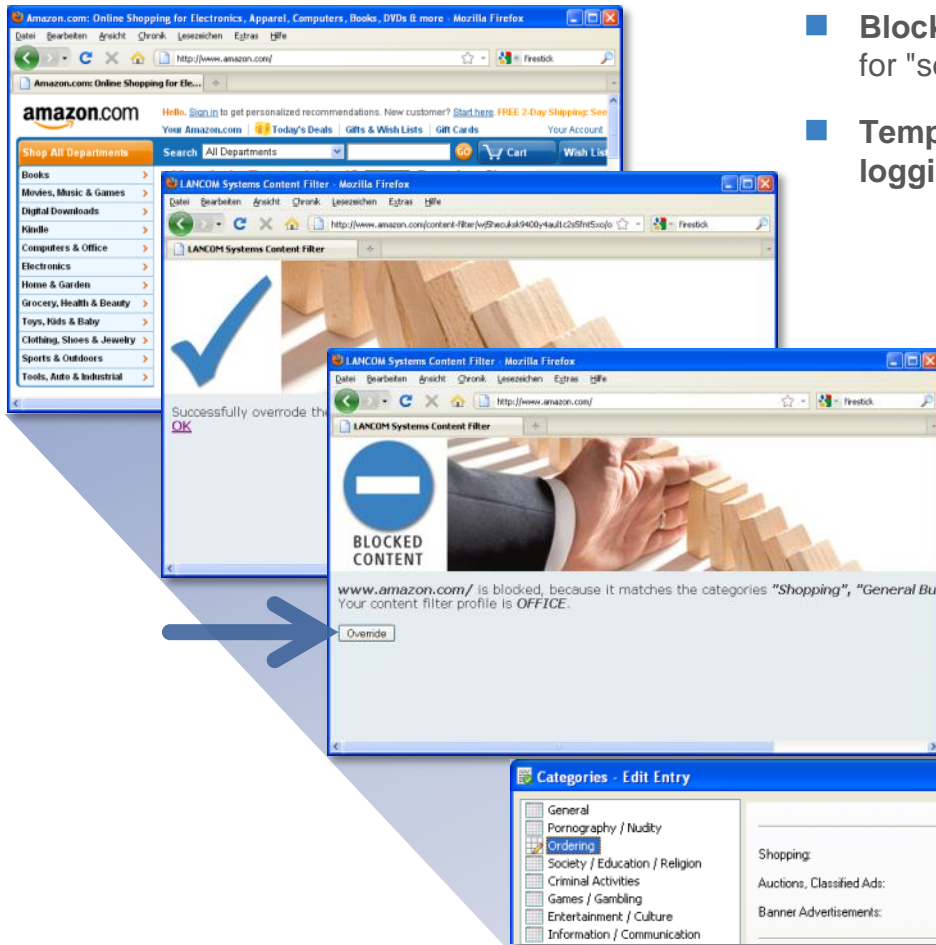 Amazon.com: Online Shopping for Electronics, Apparel, Computers, Books, DVDs & more - Mozilla Firefox
Datei Bearbeiten Ansicht Chronik Lesezeichen Extras Hilfe
http://www.amazon.com/
firestick
Amazon.com: Online Shopping for Ele...
amazon.com
Hello. Sign in to get personalized recommendations. New customer? Start here. FREE 2-Day Shipping: See
Your Amazon.com Today's Deals Gifts & Wish Lists Gift Cards Your Account
Shop All Departments
Search All Departments GO Cart Wish List
Books
Movies, Music & Games
Digital Downloads
Kindle
Computers & Office
Electronics
Home & Garden
Grocery, Health & Beauty
Toys, Kids & Baby
Clothing, Shoes & Jewelry
Sports & Outdoors
Tools, Auto & Industrial
LANCOM Systems Content Filter - Mozilla Firefox
Datei Bearbeiten Ansicht Chronik Lesezeichen Extras Hilfe
firestick
LANCOM Systems Content Filter
Successfully overrode the
OK
LANCOM Systems Content Filter - Mozilla Firefox
Datei Bearbeiten Ansicht Chronik Lesezeichen Extras Hilfe
http://www.amazon.com/
firestick
LANCOM Systems Content Filter
BLOCKED
CONTENT
www.amazon.com/ is blocked, because it matches the categories "Shopping", "General Bu
Your content filter profile is OFFICE.
Override
Categories - Edit Entry
General
Pornography / Nudity
Ordering
Society / Education / Religion
Criminal Activities
Games / Gambling
Entertainment / Culture
Information / Communication
Shopping:
Auctions, Classified Ads:
Banner Advertisements:
Block
for "s
Temp
loggi